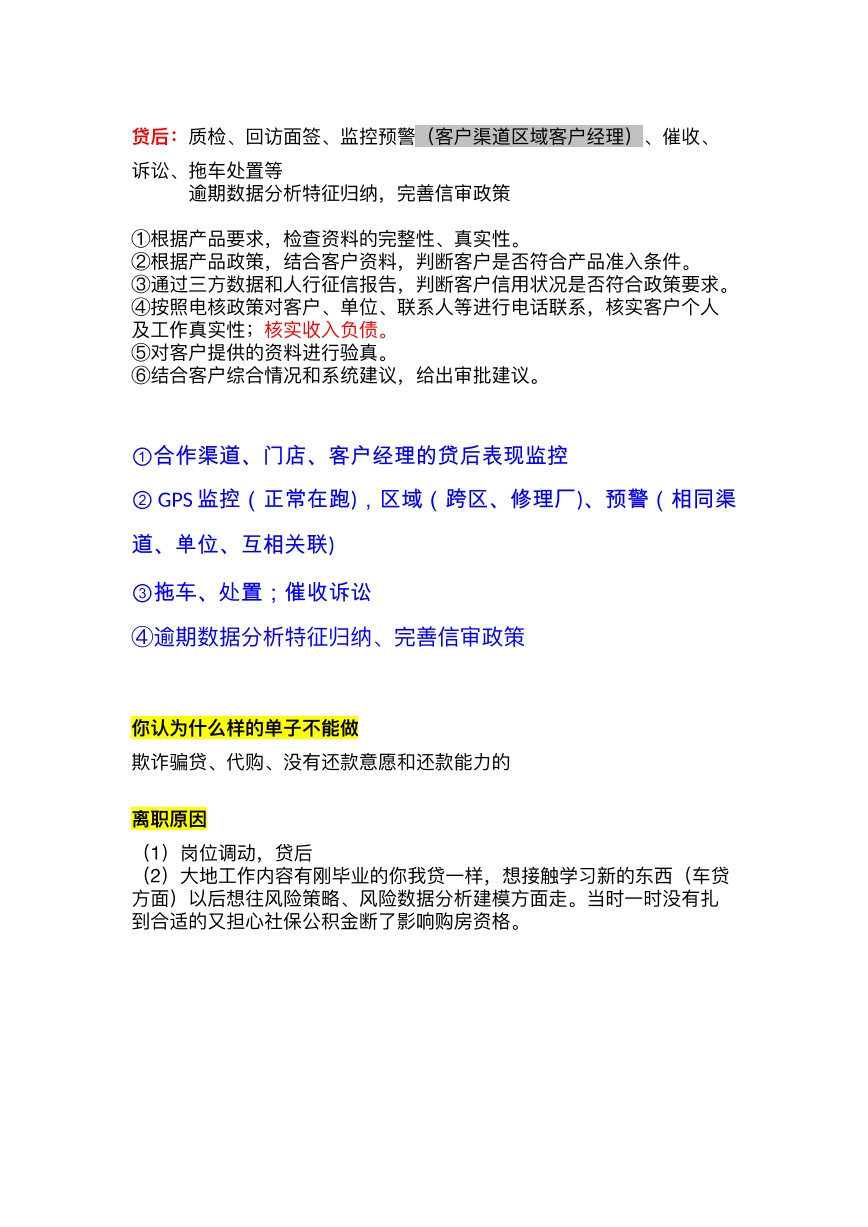 贷后：质检、回访面签、监控预警（客户渠道区域客户经理）、催收、
诉讼、拖车处置等
逾期数据分析特征归纳，完善信审政策
①根据产品要求，检查资料的完整性、真实性。
②根据产品政策，结合客户资料，判断客户是否符合产品准入条件。
③通过三方数据和人行征信报告，判断客户信用状况是否符合政策要求。
④按照电核政策对客户、单位、联系人等进行电话联系，核实客户个人
及工作真实性；核实收入负债。
⑤对客户提供的资料进行验真。
⑥结合客户综合情况和系统建议，给出审批建议。
①合作渠道、门店、客户经理的贷后表现监控
② GPS 监控（正常在跑)，区域（跨区、修理厂)、预警（相同渠
道、单位、互相关联)
③拖车、处置；催收诉讼
④逾期数据分析特征归纳、完善信审政策
你认为什么样的单子不能做
欺诈骗贷、代购、没有还款意愿和还款能力的
离职原因
（1）岗位调动，贷后
（2）大地工作内容有刚毕业的你我贷一样，想接触学习新的东西（车贷
方面）以后想往风险策略、风险数据分析建模方面走。当时一时没有扎
到合适的又担心社保公积金断了影响购房资格。